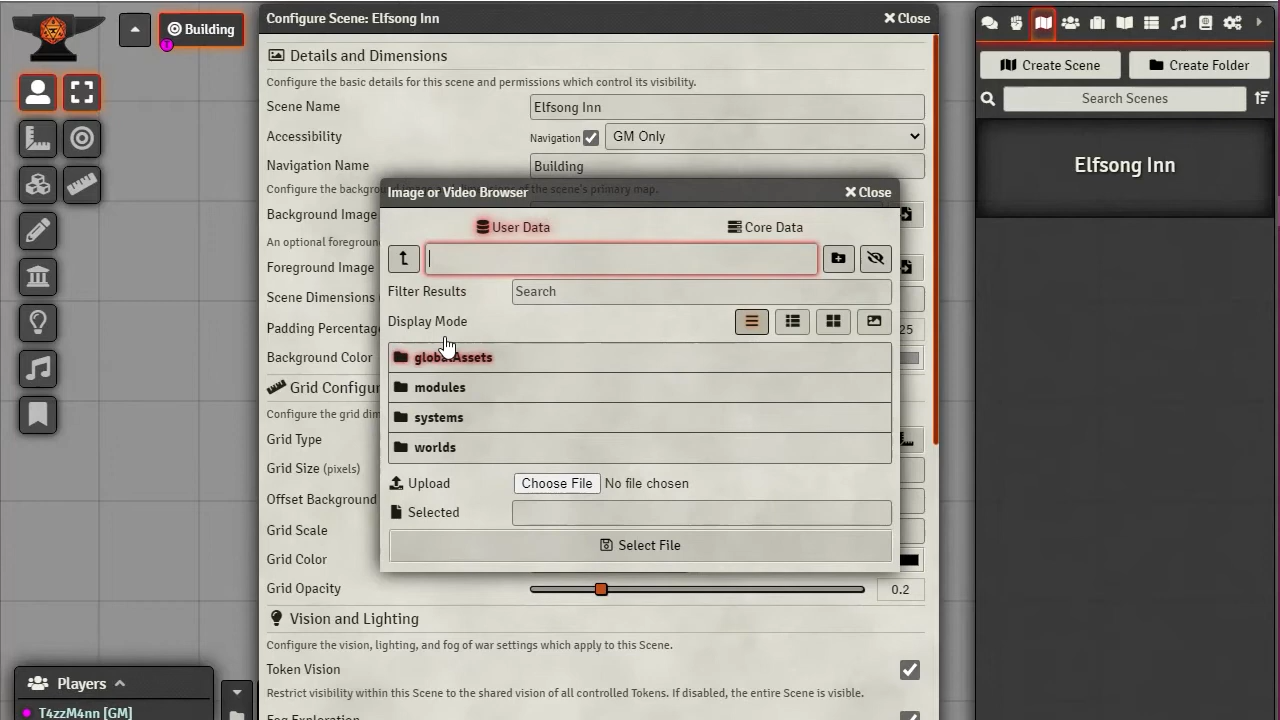 Building
T
Configure Scene: Elfsong Inn
Close
Details and Dimensions
Configure the basic details for this scene and permissions which control its visibility.
Scene Name
Elfsong Inn
Accessibility
Navigation
GM Only
Navigation Name
Building
Configure the background
of the scene's primary map.
Background Image
An optional foreground
Foreground Image
Scene Dimensions
Padding Percentage
25
Background Color
Image or Video Browser
Close
User Data
Core Data
Filter Results
Search
Display Mode
globalAssets
modules
systems
worlds
Upload
Choose File
No file chosen
Selected
Select File
Grid Configur
Configure the grid dim
Grid Type
Grid Size (pixels)
Offset Background
Grid Scale
Grid Color
Grid Opacity
0.2
Vision and Lighting
Configure the vision, lighting, and fog of war settings which apply to this Scene.
Token Vision
Restrict visibility within this Scene to the shared vision of all controlled Tokens. If disabled, the entire Scene is visible.
Fog Exploration
Create Scene
Create Folder
Search Scenes
Elfsong Inn
Players
T4zzM4nn [GM]